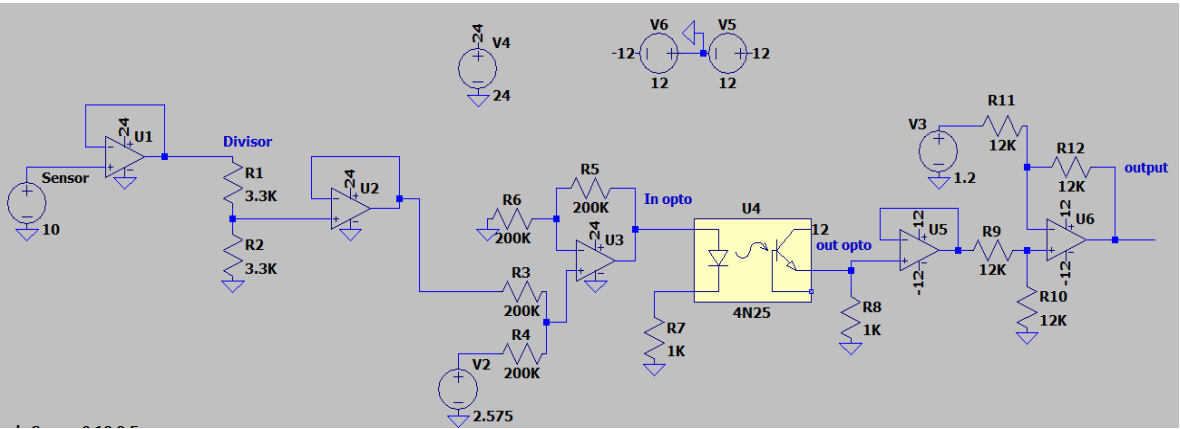 24
V4
24
V6
-12
12
V5
12
12
24
U1
Sensor
10
Divisor
R1
3.3K
R2
3.3K
24
U2
R6
200K
R5
200K
24
U3
In opto
R3
200K
R4
200K
V2
2.575
U4
12
4N25
R7
1K
out opto
R8
1K
12
U5
-12
R9
12K
R10
12K
V3
1.2
R11
12K
R12
12K
12
U6
-12
output